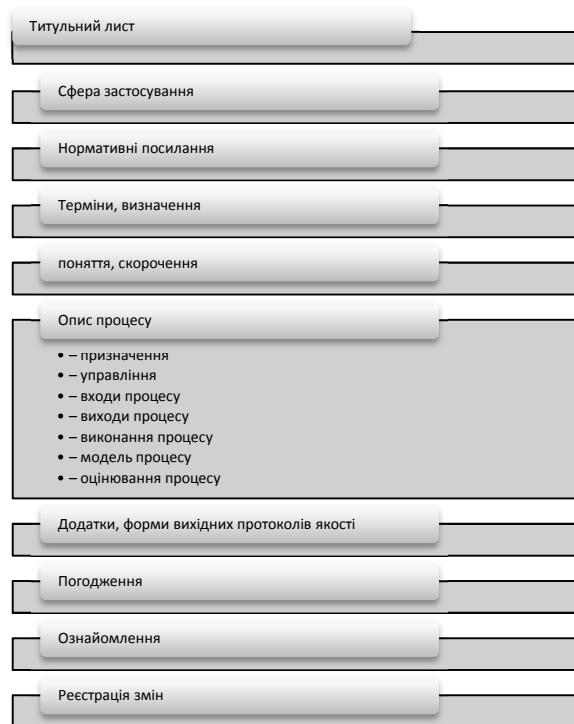 Титульний лист
Сфера застосування
Нормативні посилання
Терміни, визначення
поняття, скорочення
Опис процесу
• – призначення
• – управління
• – входи процесу
• – виходи процесу
• – виконання процесу
• – модель процесу
• – оцінювання процесу
Додатки, форми вихідних протоколів якості
Погодження
Ознайомлення
Реєстрація змін